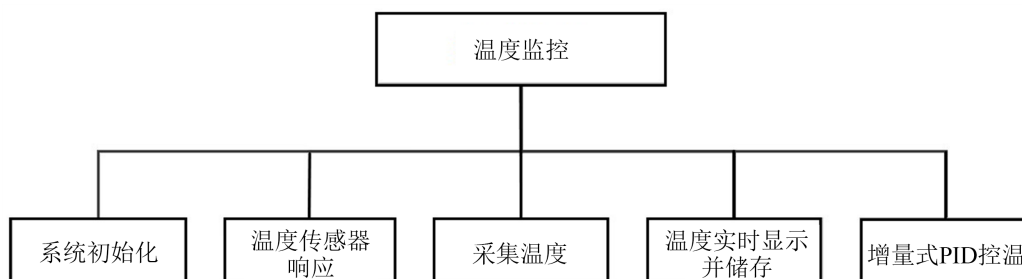 温度监控
系统初始化
温度传感器
响应
采集温度
温度实时显示
并储存
增量式PID控温